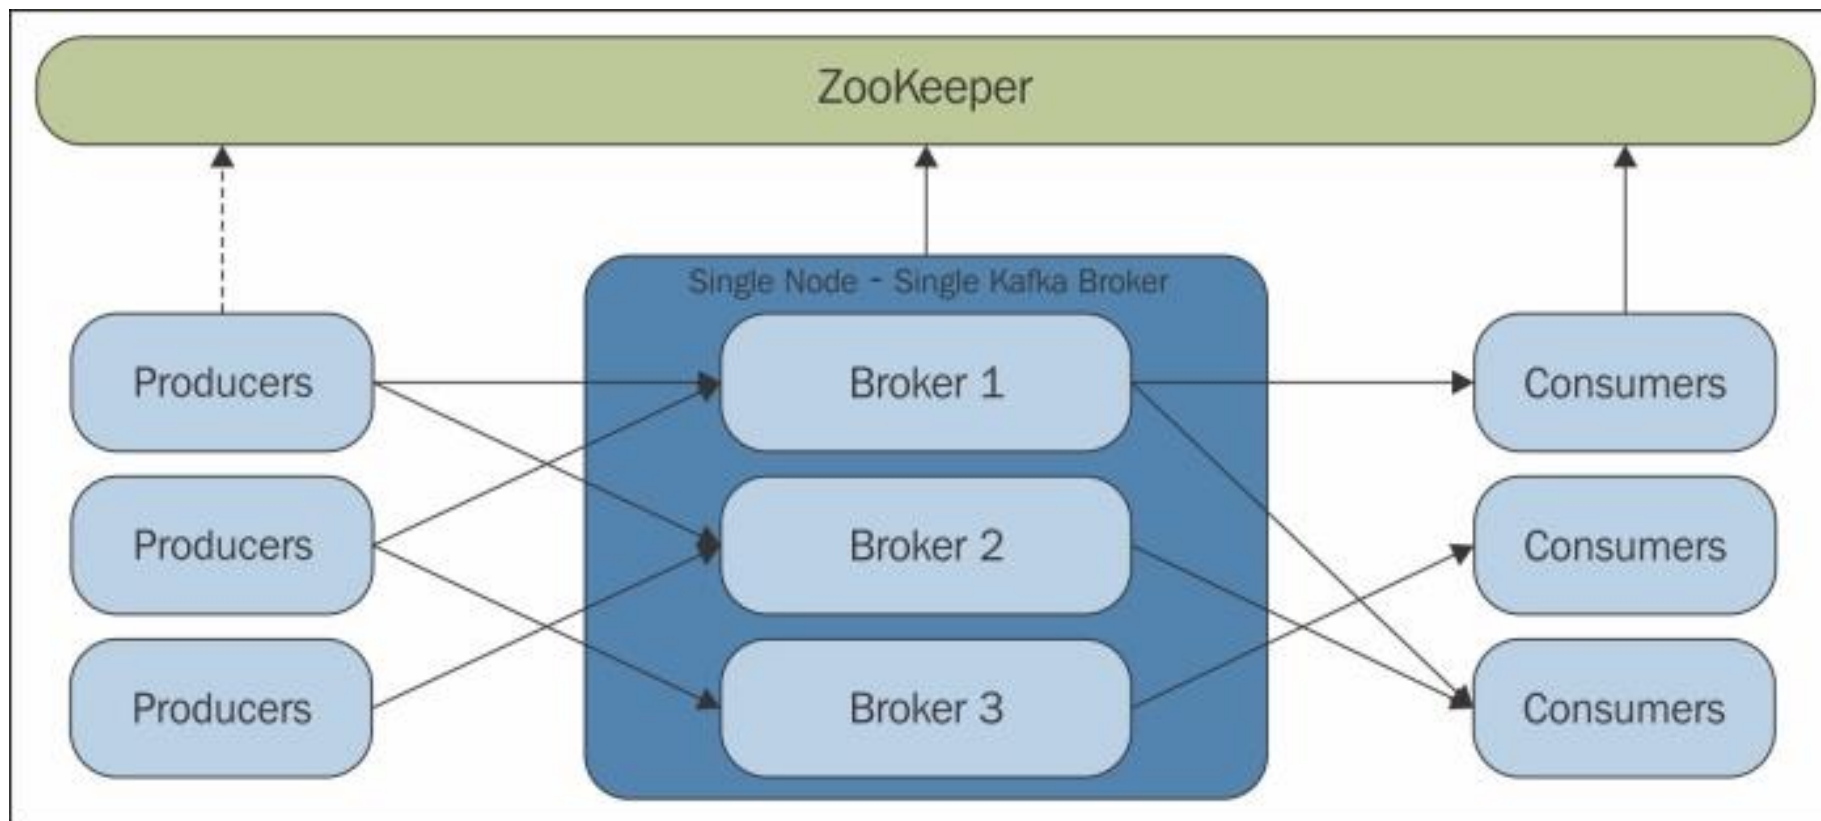 ZooKeeper
Single Node - Single Kafka Broker
Producers
Broker 1
Consumers
Producers
Broker 2
Consumers
Producers
Broker 3
Consumers